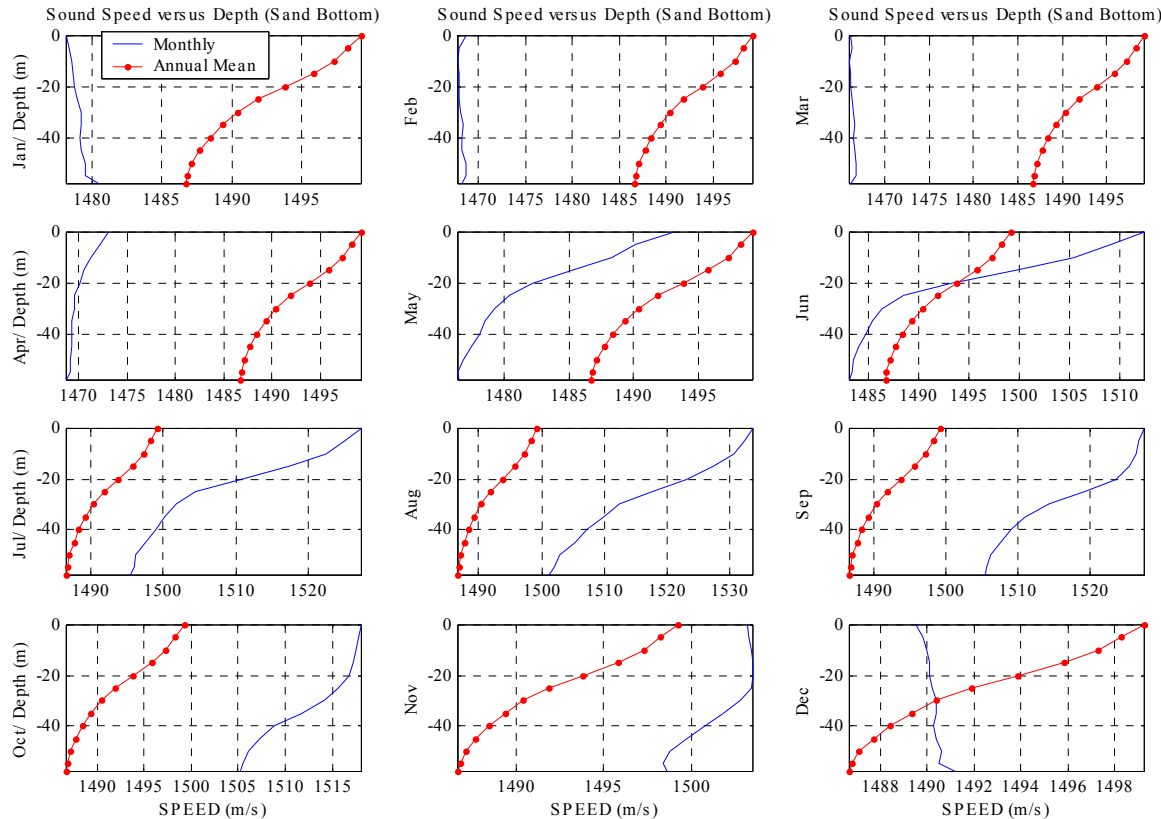 Sound Speed versus Depth (Sand Bottom) Sound Speed versus Depth (Sand Bottom) Sound Speed versus Depth (Sand Bottom)
Monthly
Annual Mean
Jan/ Depth (m)
0
-20
-40
1480 1485 1490 1495
Feb
0
-20
-40
1470 1475 1480 1485 1490 1495
Mar
0
-20
-40
1470 1475 1480 1485 1490 1495
Apr/ Depth (m)
0
-20
-40
1470 1475 1480 1485 1490 1495
May
0
-20
-40
1480 1485 1490 1495
Jun
0
-20
-40
1485 1490 1495 1500 1505 1510
Jul/ Depth (m)
0
-20
-40
1490 1500 1510 1520
Aug
0
-20
-40
1490 1500 1510 1520 1530
Sep
0
-20
-40
1490 1500 1510 1520
Oct/ Depth (m)
0
-20
-40
1490 1495 1500 1505 1510 1515
SPEED (m/s)
Nov
0
-20
-40
1490 1495 1500
SPEED (m/s)
Dec
0
-20
-40
1488 1490 1492 1494 1496 1498
SPEED (m/s)